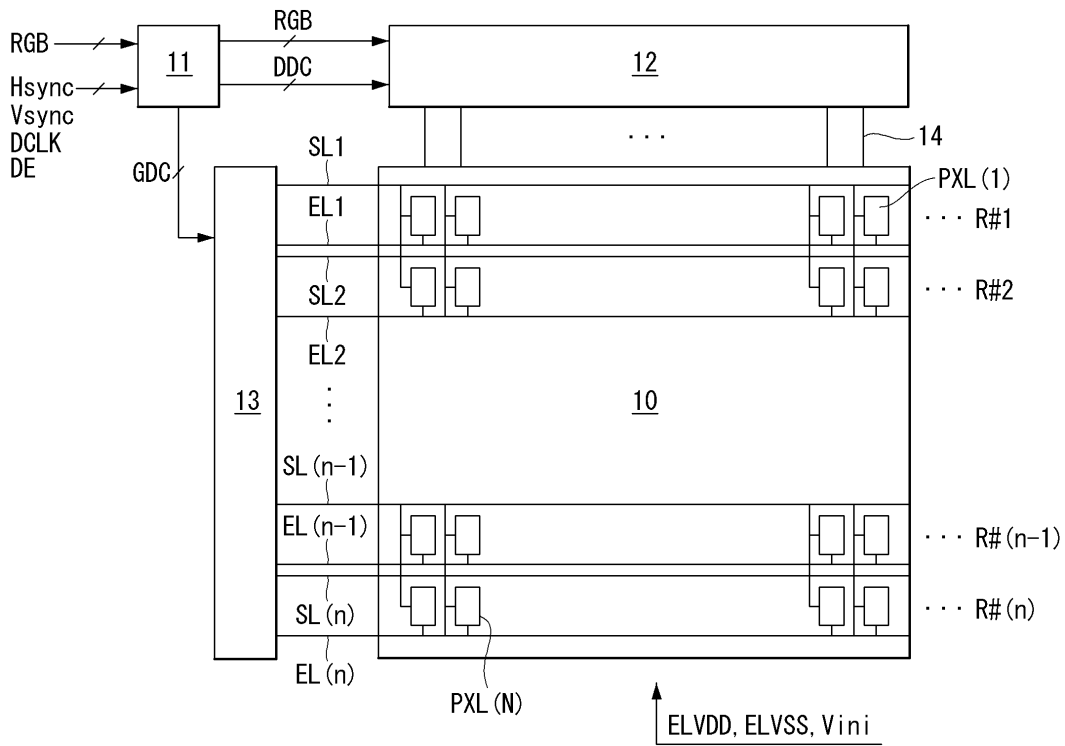 RGB
RGB
11
12
DDC
Hsync
Vsync
DCLK
DE
GDC
14
SL1
PXL(1)
EL1
··· R#1
SL2
··· R#2
EL2
13
10
SL(n-1)
EL(n-1)
··· R#(n-1)
SL(n)
··· R#(n)
EL(n)
PXL(N)
ELVDD, ELVSS, Vini